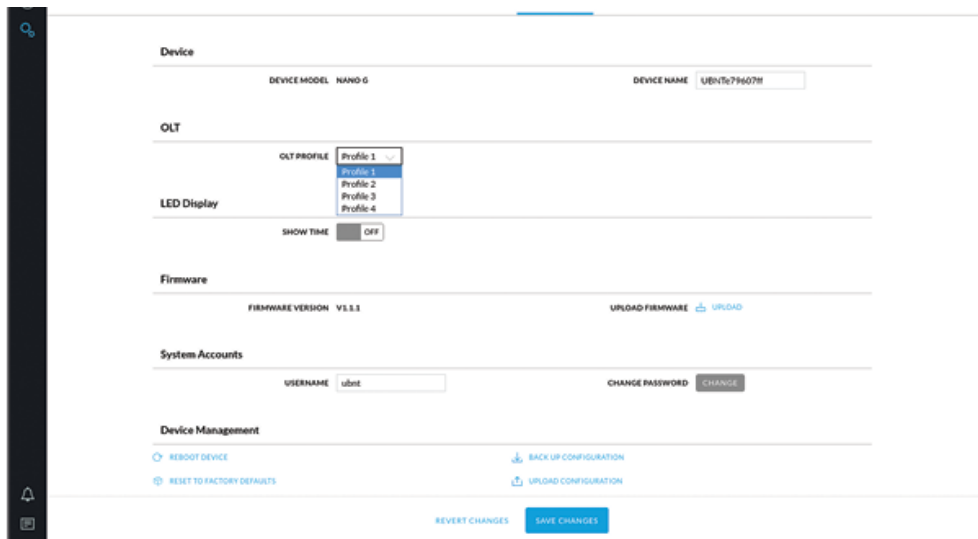 Device
DEVICE MODEL NANO G DEVICE NAME UBNTe79607ff
OLT
OLT PROFILE Profile 1
Profile 1
Profile 2
Profile 3
Profile 4
LED Display
SHOW TIME OFF
Firmware
FIRMWARE VERSION V1.1.1 UPLOAD FIRMWARE UPLOAD
System Accounts
USERNAME ubnt CHANGE PASSWORD CHANGE
Device Management
REBOOT DEVICE BACK UP CONFIGURATION
RESET TO FACTORY DEFAULTS UPLOAD CONFIGURATION
REVERT CHANGES SAVE CHANGES